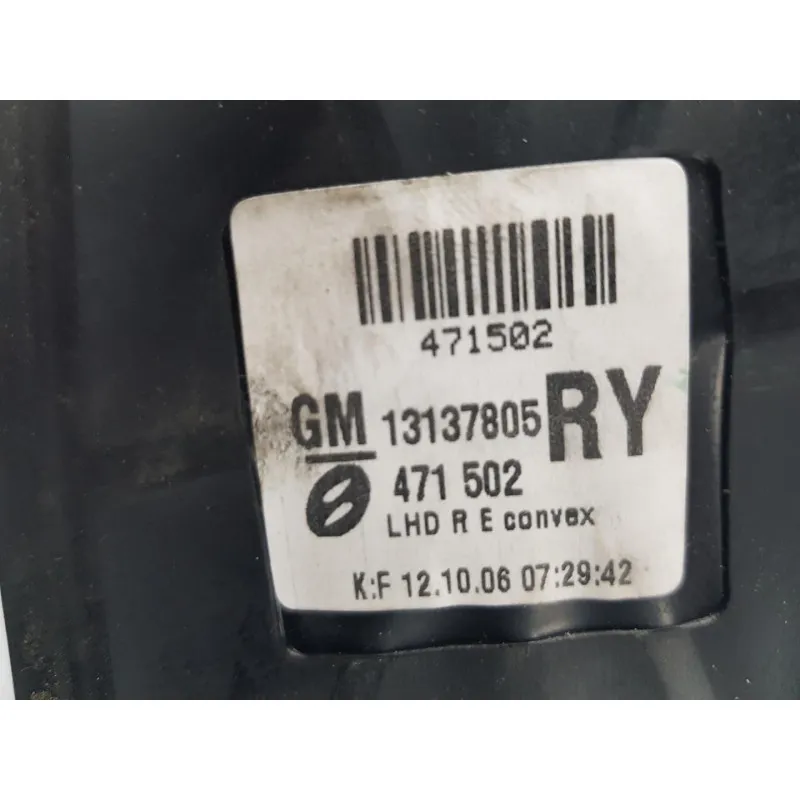 471502
GM 13137805 RY
471 502
LHD R E convex
K:F 12.10.06 07:29:42